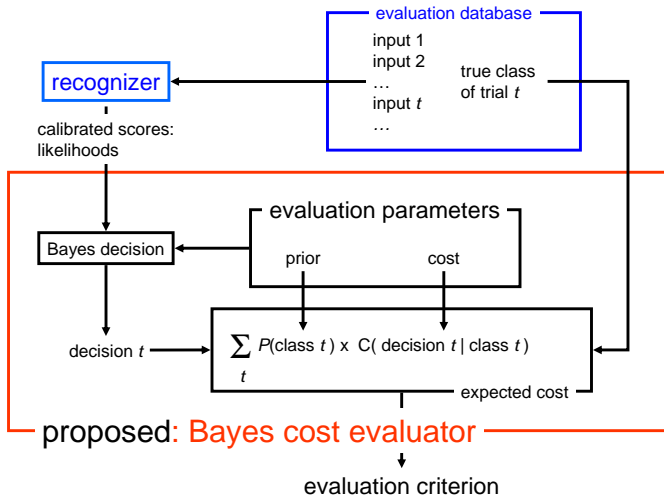 evaluation database
input 1
input 2
...
input t
...
true class
of trial t
recognizer
calibrated scores:
likelihoods
evaluation parameters
Bayes decision
prior
cost
decision t
∑ P(class t) x C( decision t | class t )
t
expected cost
proposed: Bayes cost evaluator
evaluation criterion